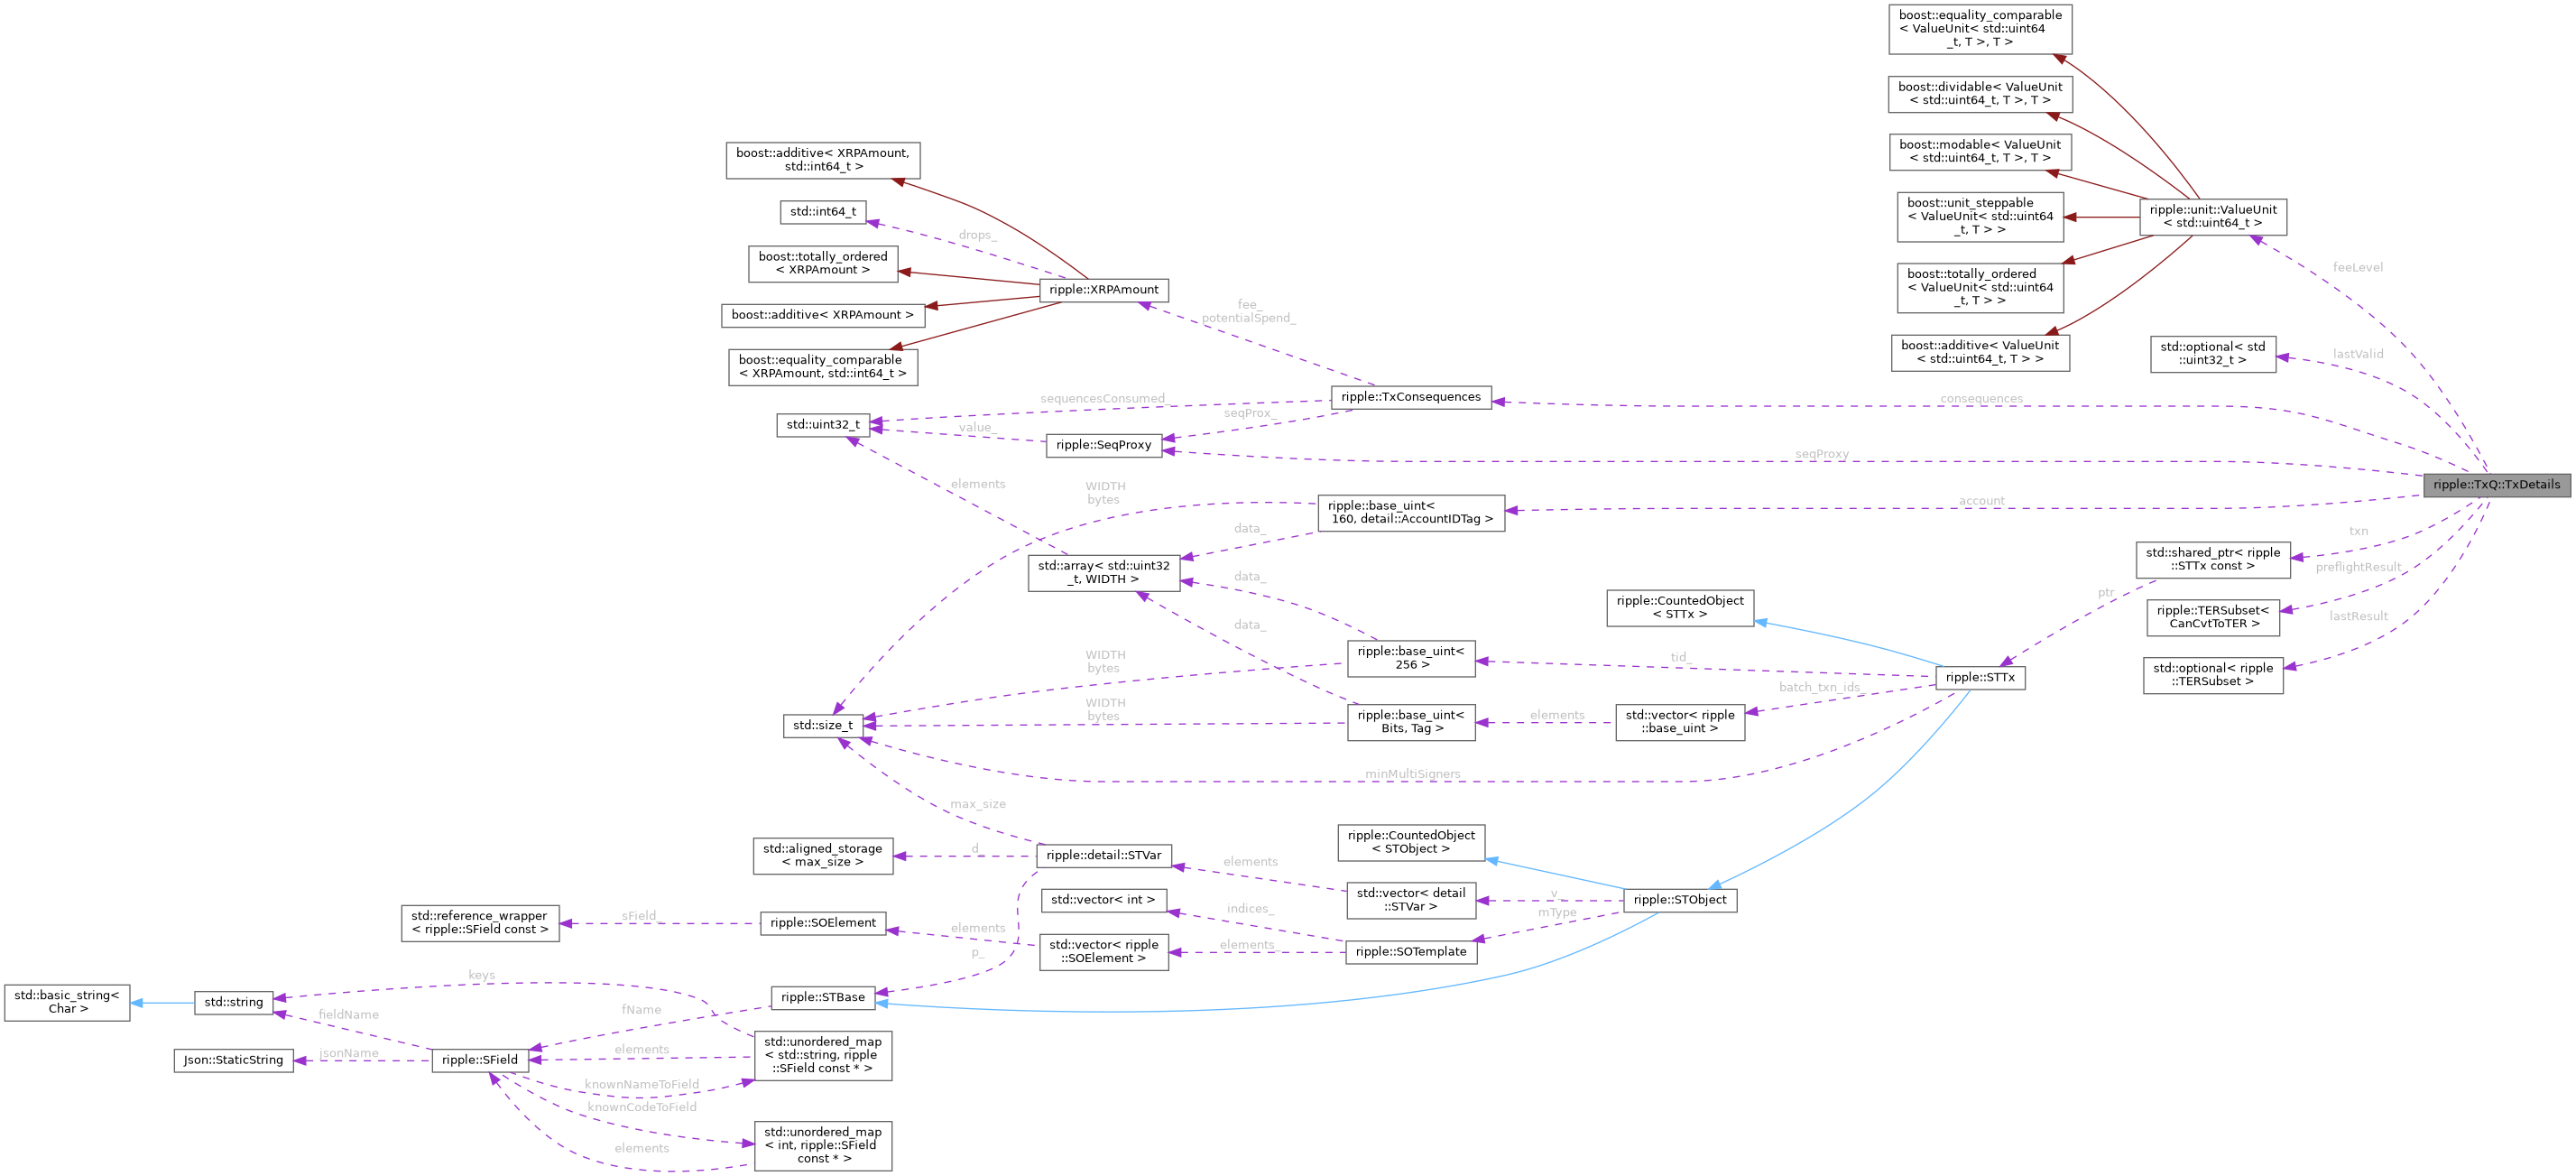 boost::equality_comparable
< ValueUnit< std::uint64
_t, T >, T >
boost::dividable< ValueUnit
< std::uint64_t, T >, T >
boost::modable< ValueUnit
< std::uint64_t, T >, T >
boost::unit_steppable
< ValueUnit< std::uint64
_t, T > >
boost::totally_ordered
< ValueUnit< std::uint64
_t, T > >
boost::additive< ValueUnit
< std::uint64_t, T > >
ripple::unit::ValueUnit
< std::uint64_t >
feeLevel
std::optional< std
::uint32_t >
lastValid
boost::additive< XRPAmount,
std::int64_t >
std::int64_t
drops_
boost::totally_ordered
< XRPAmount >
boost::additive< XRPAmount >
boost::equality_comparable
< XRPAmount, std::int64_t >
ripple::XRPAmount
fee_
potentialSpend_
ripple::TxConsequences
consequences
sequencesConsumed_
seqProx_
std::uint32_t
value_
ripple::SeqProxy
seqProxy
ripple::TxQ::TxDetails
elements
WIDTH
bytes
ripple::base_uint<
160, detail::AccountIDTag >
account
data_
std::array< std::uint32
_t, WIDTH >
data_
data_
txn
std::shared_ptr< ripple
::STTx const >
preflightResult
ripple::TERSubset<
CanCvtToTER >
lastResult
std::optional< ripple
::TERSubset >
ptr
ripple::CountedObject
< STTx >
ripple::base_uint<
256 >
tid_
ripple::STTx
WIDTH
bytes
batch_txn_ids_
WIDTH
bytes
std::size_t
ripple::base_uint<
Bits, Tag >
elements
std::vector< ripple
::base_uint >
minMultiSigners
max_size
std::aligned_storage
< max_size >
d_
ripple::detail::STVar
elements
ripple::CountedObject
< STObject >
std::vector< detail
::STVar >
v_
ripple::STObject
mType
std::vector< int >
indices_
ripple::SOTemplate
elements_
std::vector< ripple
::SOElement >
elements
p_
ripple::SOElement
sField_
std::reference_wrapper
< ripple::SField const >
keys
std::basic_string<
Char >
std::string
fieldName
ripple::STBase
fName
std::unordered_map
< std::string, ripple
::SField const * >
elements
Json::StaticString
jsonName
ripple::SField
knownNameToField
knownCodeToField
elements
std::unordered_map
< int, ripple::SField
const * >